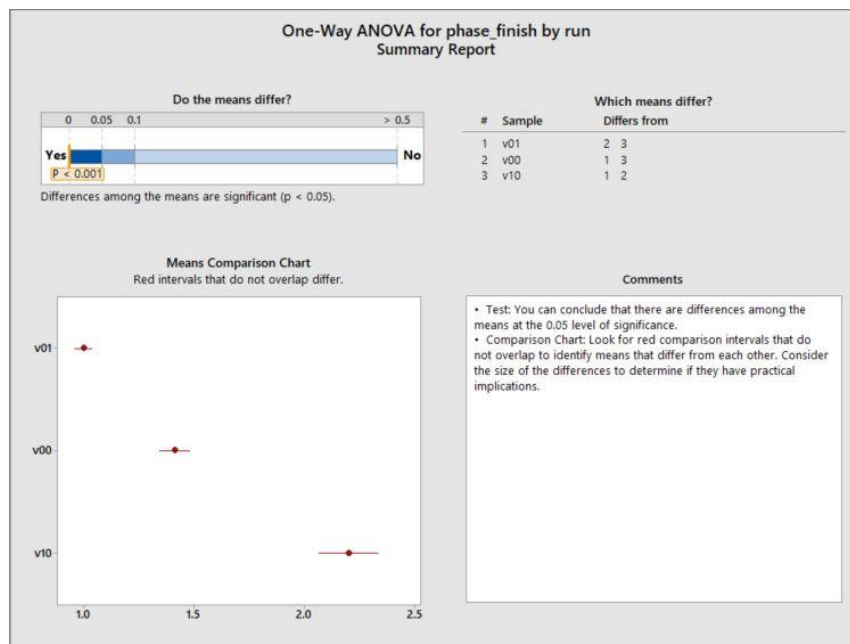 One-Way ANOVA for phase_finish by run
Summary Report
Do the means differ?
0 0.05 0.1 > 0.5
Yes No
P < 0.001
Differences among the means are significant (p < 0.05).
Which means differ?
# Sample Differs from
1 v01 2 3
2 v00 1 3
3 v10 1 2
Means Comparison Chart
Red intervals that do not overlap differ.
v01
v00
v10
1.0 1.5 2.0 2.5
Comments
• Test: You can conclude that there are differences among the
means at the 0.05 level of significance.
• Comparison Chart: Look for red comparison intervals that do
not overlap to identify means that differ from each other. Consider
the size of the differences to determine if they have practical
implications.